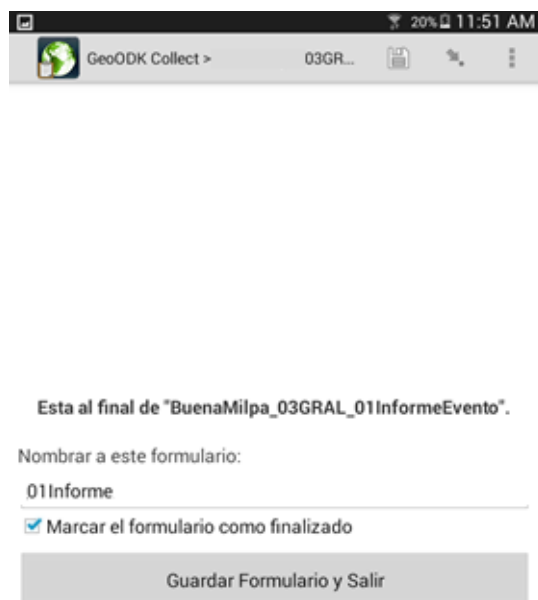 20% 11:51 AM
GeoODK Collect > 03GR...
Esta al final de "BuenaMilpa_03GRAL_01InformeEvento".
Nombrar a este formulario:
01Informe
Marcar el formulario como finalizado
Guardar Formulario y Salir